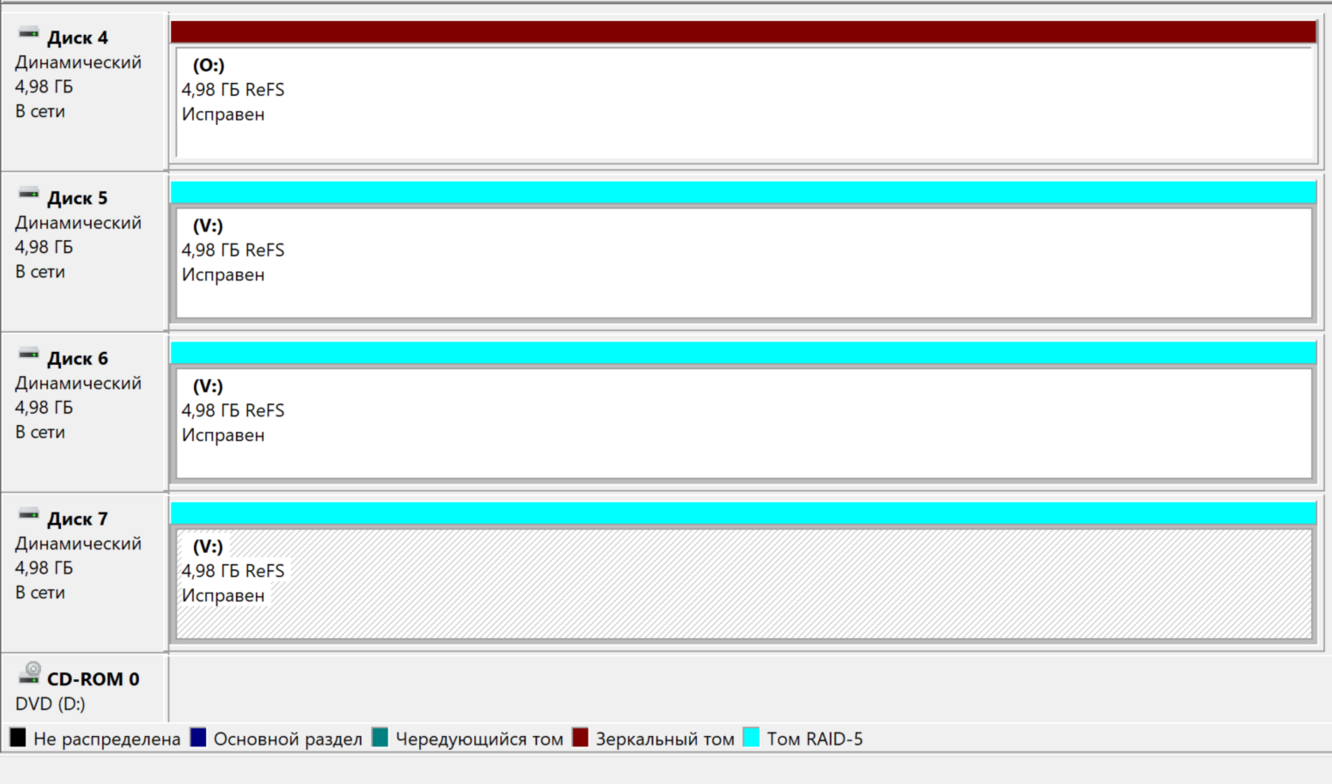 Диск 4
Динамический
4,98 ГБ
В сети
(O:)
4,98 ГБ ReFS
Исправен
Диск 5
Динамический
4,98 ГБ
В сети
(V:)
4,98 ГБ ReFS
Исправен
Диск 6
Динамический
4,98 ГБ
В сети
(V:)
4,98 ГБ ReFS
Исправен
Диск 7
Динамический
4,98 ГБ
В сети
(V:)
4,98 ГБ ReFS
Исправен
CD-ROM 0
DVD (D:)
Не распределена Основной раздел Чередующийся том Зеркальный том Том RAID-5